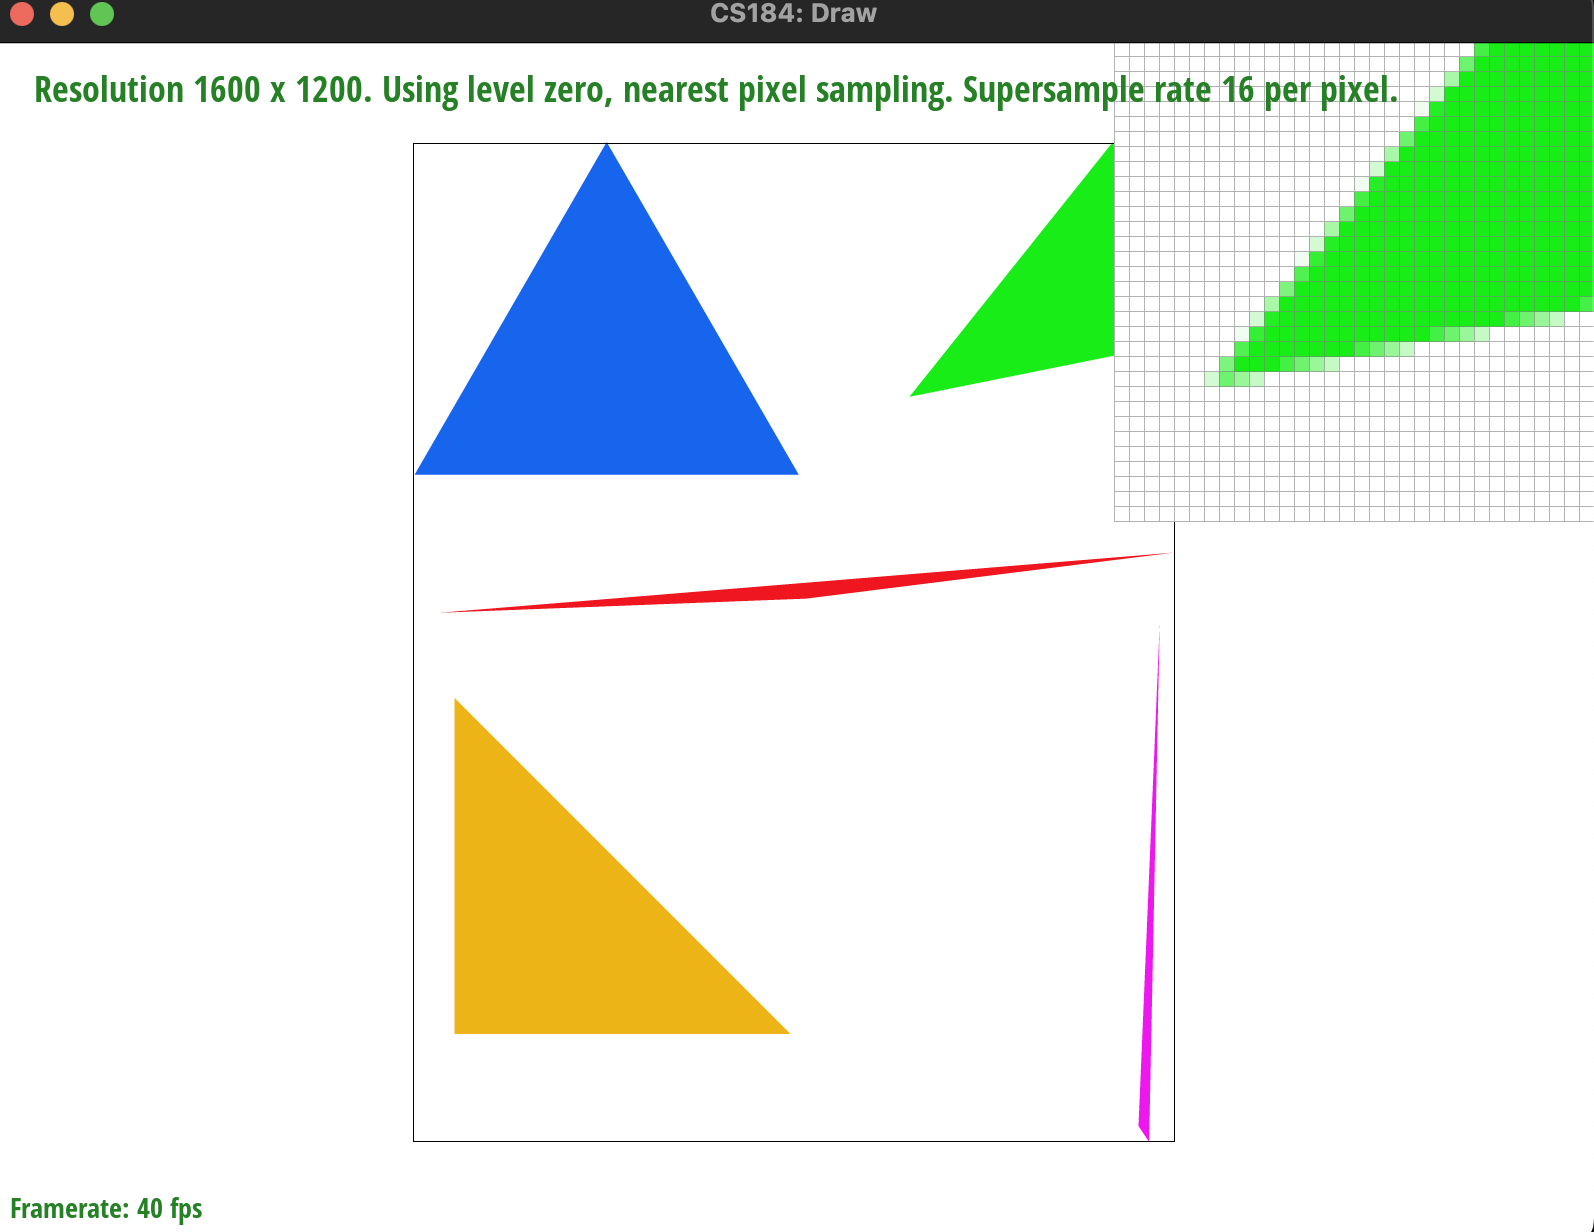 CS184: Draw
Resolution 1600 x 1200. Using level zero, nearest pixel sampling. Supersample rate 16 per pixel.
Framerate: 40 fps